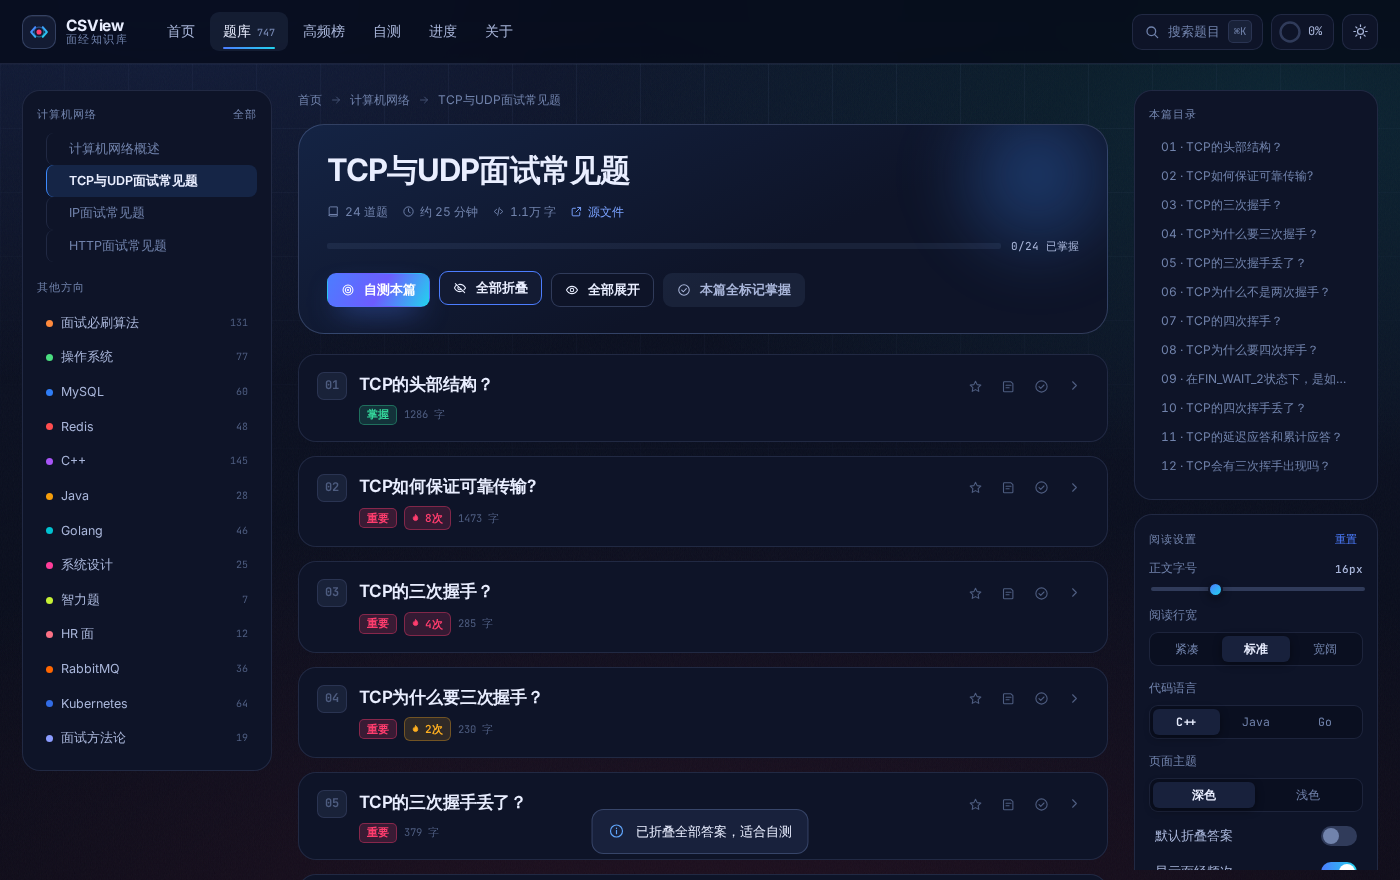 CSView
面经知识库
首页
题库 747
高频榜
自测
进度
关于
搜索题目 ⌘K
0%
计算机网络 全部
计算机网络概述
TCP与UDP面试常见题
IP面试常见题
HTTP面试常见题
其他方向
面试必刷算法 131
操作系统 77
MySQL 60
Redis 48
C++ 145
Java 28
Golang 46
系统设计 25
智力题 7
HR 面 12
RabbitMQ 36
Kubernetes 64
面试方法论 19
首页 → 计算机网络 → TCP与UDP面试常见题
TCP与UDP面试常见题
24 道题 约 25 分钟 1.1万 字 源文件
0/24 已掌握
自测本篇 全部折叠 全部展开 本篇全标记掌握
01 TCP的头部结构？
掌握 1286 字
02 TCP如何保证可靠传输?
重要 8次 1473 字
03 TCP的三次握手？
重要 4次 285 字
04 TCP为什么要三次握手？
重要 2次 230 字
05 TCP的三次握手丢了？
重要 379 字
已折叠全部答案，适合自测
本篇目录
01 · TCP的头部结构？
02 · TCP如何保证可靠传输?
03 · TCP的三次握手？
04 · TCP为什么要三次握手？
05 · TCP的三次握手丢了？
06 · TCP为什么不是两次握手？
07 · TCP的四次挥手？
08 · TCP为什么要四次挥手？
09 · 在FIN_WAIT_2状态下，是如...
10 · TCP的四次挥手丢了？
11 · TCP的延迟应答和累计应答？
12 · TCP会有三次挥手出现吗？
阅读设置 重置
正文字号 16px
阅读行宽
紧凑 标准 宽阔
代码语言
C++ Java Go
页面主题
深色 浅色
默认折叠答案
显示面经频次